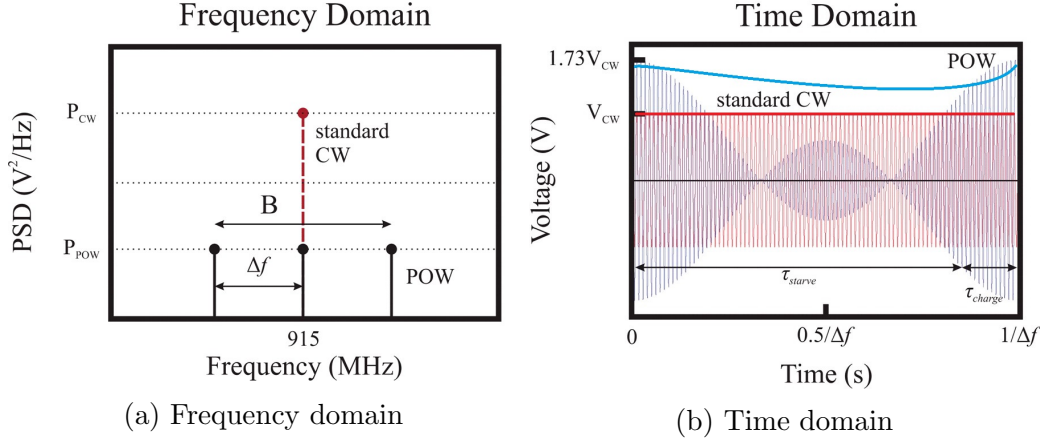 Frequency Domain
PSD (V²/Hz)
P_CW
standard
CW
B
P_POW
Δf
POW
915
Frequency (MHz)
(a) Frequency domain
Time Domain
Voltage (V)
1.73V_CW
POW
standard CW
V_CW
τ_starve
τ_charge
0
0.5/Δf
1/Δf
Time (s)
(b) Time domain